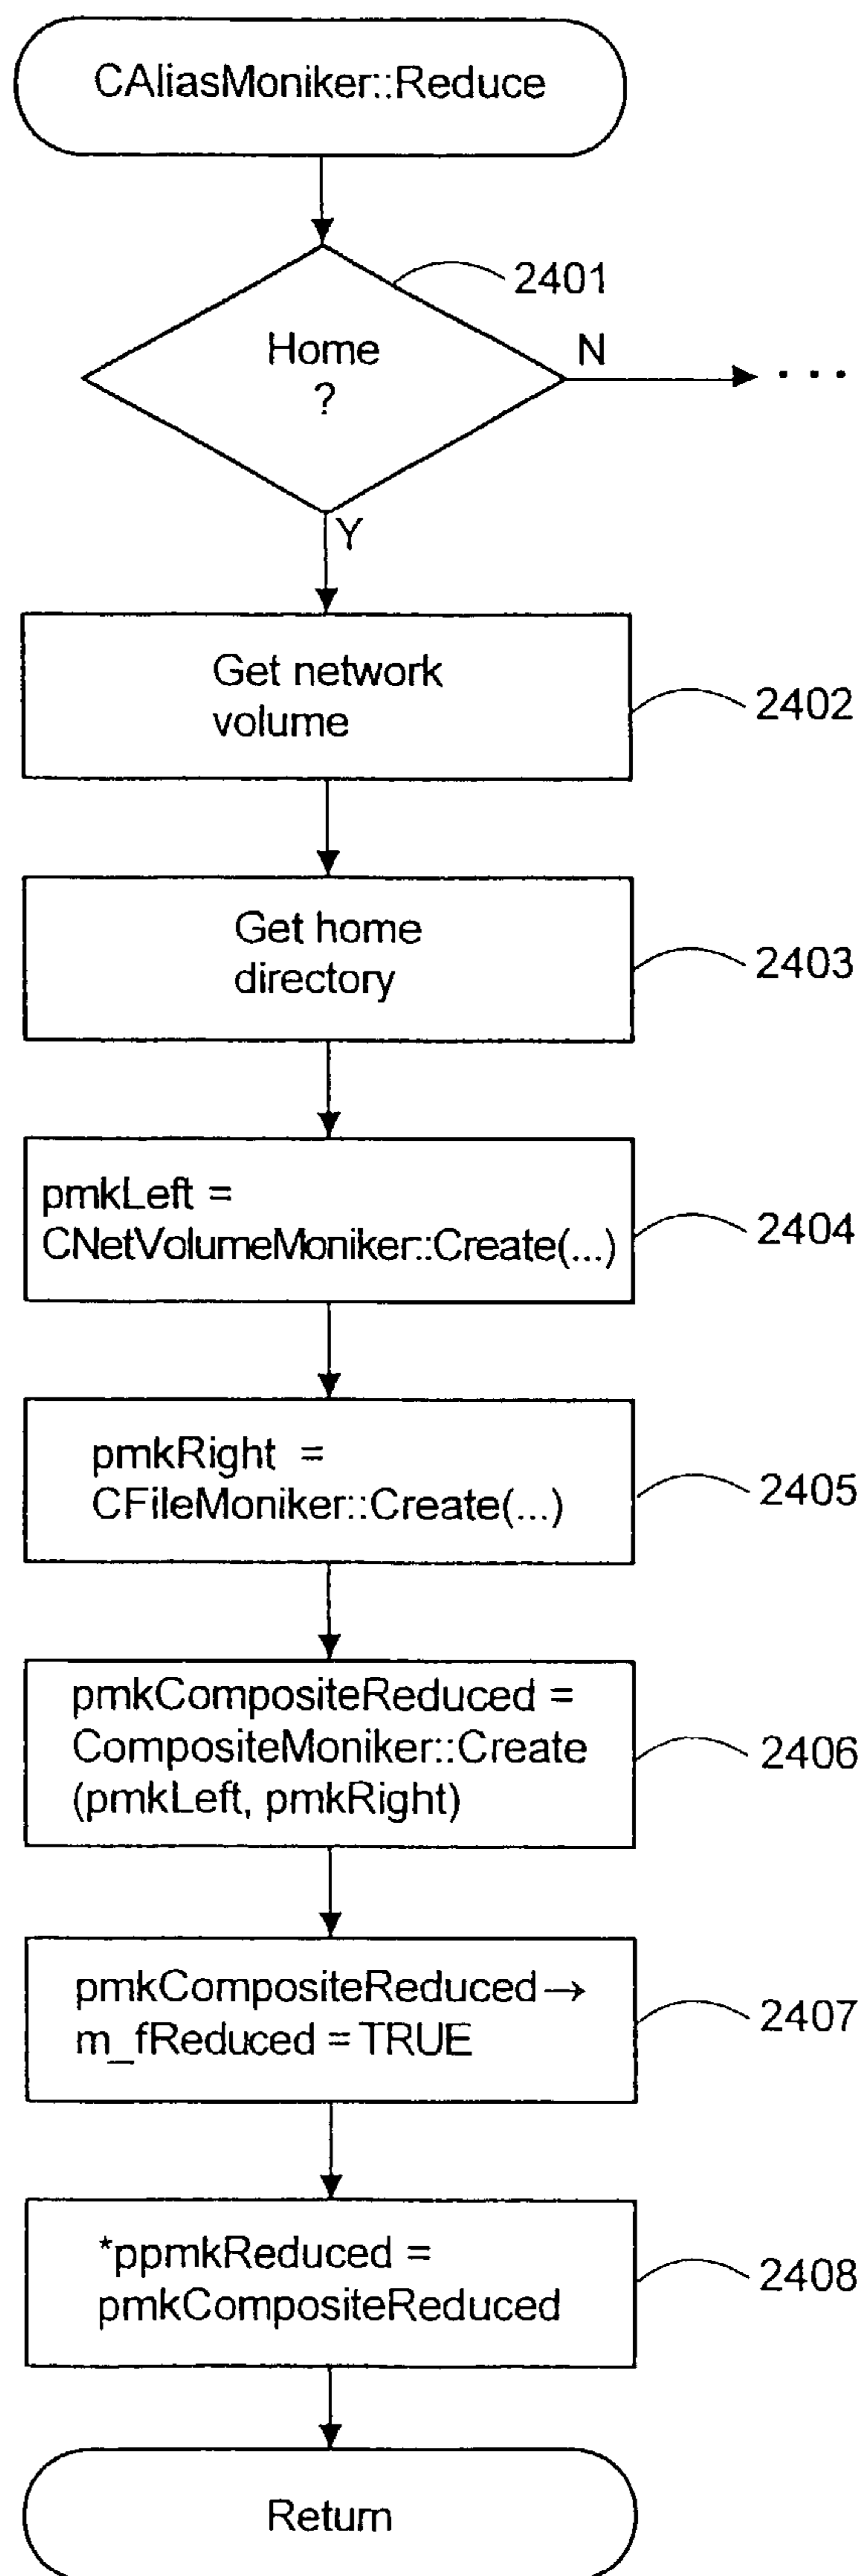 CAliasMoniker::Reduce
2401
Home
?
N
. . .
Y
Get network
volume
2402
Get home
directory
2403
pmkLeft =
CNetVolumeMoniker::Create(...)
2404
pmkRight =
CFileMoniker::Create(...)
2405
pmkCompositeReduced =
CompositeMoniker::Create
(pmkLeft, pmkRight)
2406
pmkCompositeReduced→
m_fReduced = TRUE
2407
*ppmkReduced =
pmkCompositeReduced
2408
Return